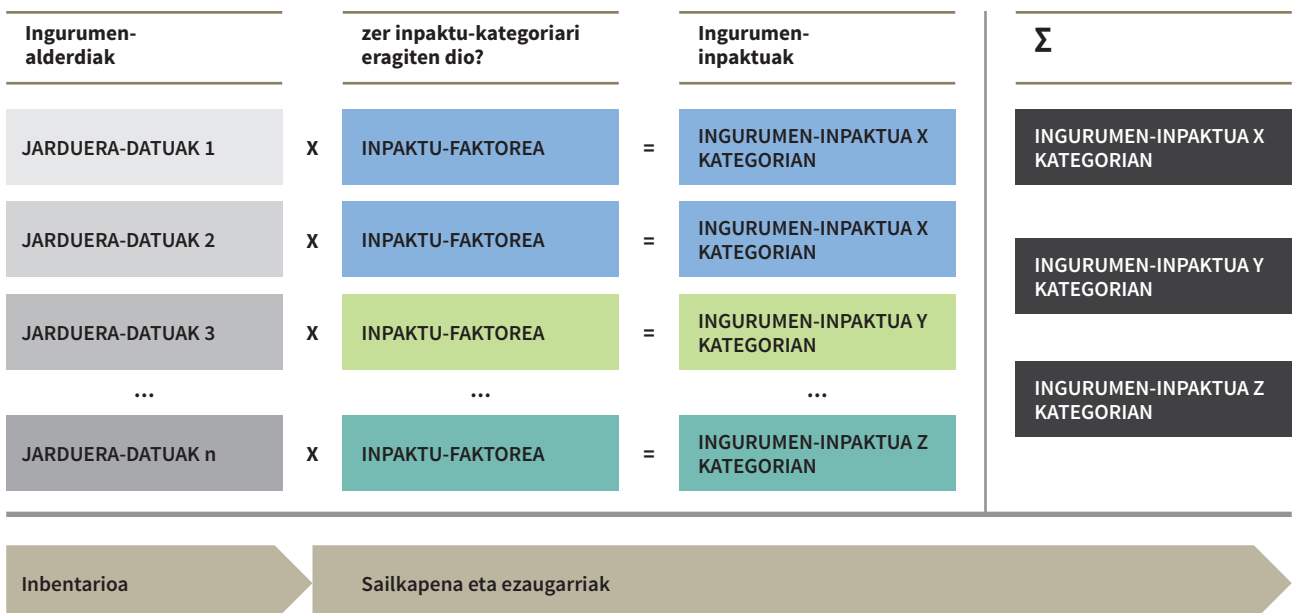 Ingurumen-
alderdiak
zer inpaktu-kategoriari
eragiten dio?
Ingurumen-
inpaktuak
Σ
JARDUERA-DATUAK 1
X
INPAKTU-FAKTOREA
=
INGURUMEN-INPAKTUA X
KATEGORIAN
INGURUMEN-INPAKTUA X
KATEGORIAN
JARDUERA-DATUAK 2
X
INPAKTU-FAKTOREA
=
INGURUMEN-INPAKTUA X
KATEGORIAN
INGURUMEN-INPAKTUA Y
KATEGORIAN
JARDUERA-DATUAK 3
X
INPAKTU-FAKTOREA
=
INGURUMEN-INPAKTUA Y
KATEGORIAN
...
...
...
INGURUMEN-INPAKTUA Z
KATEGORIAN
JARDUERA-DATUAK n
X
INPAKTU-FAKTOREA
=
INGURUMEN-INPAKTUA Z
KATEGORIAN
Inbentarioa
Sailkapena eta ezaugarriak